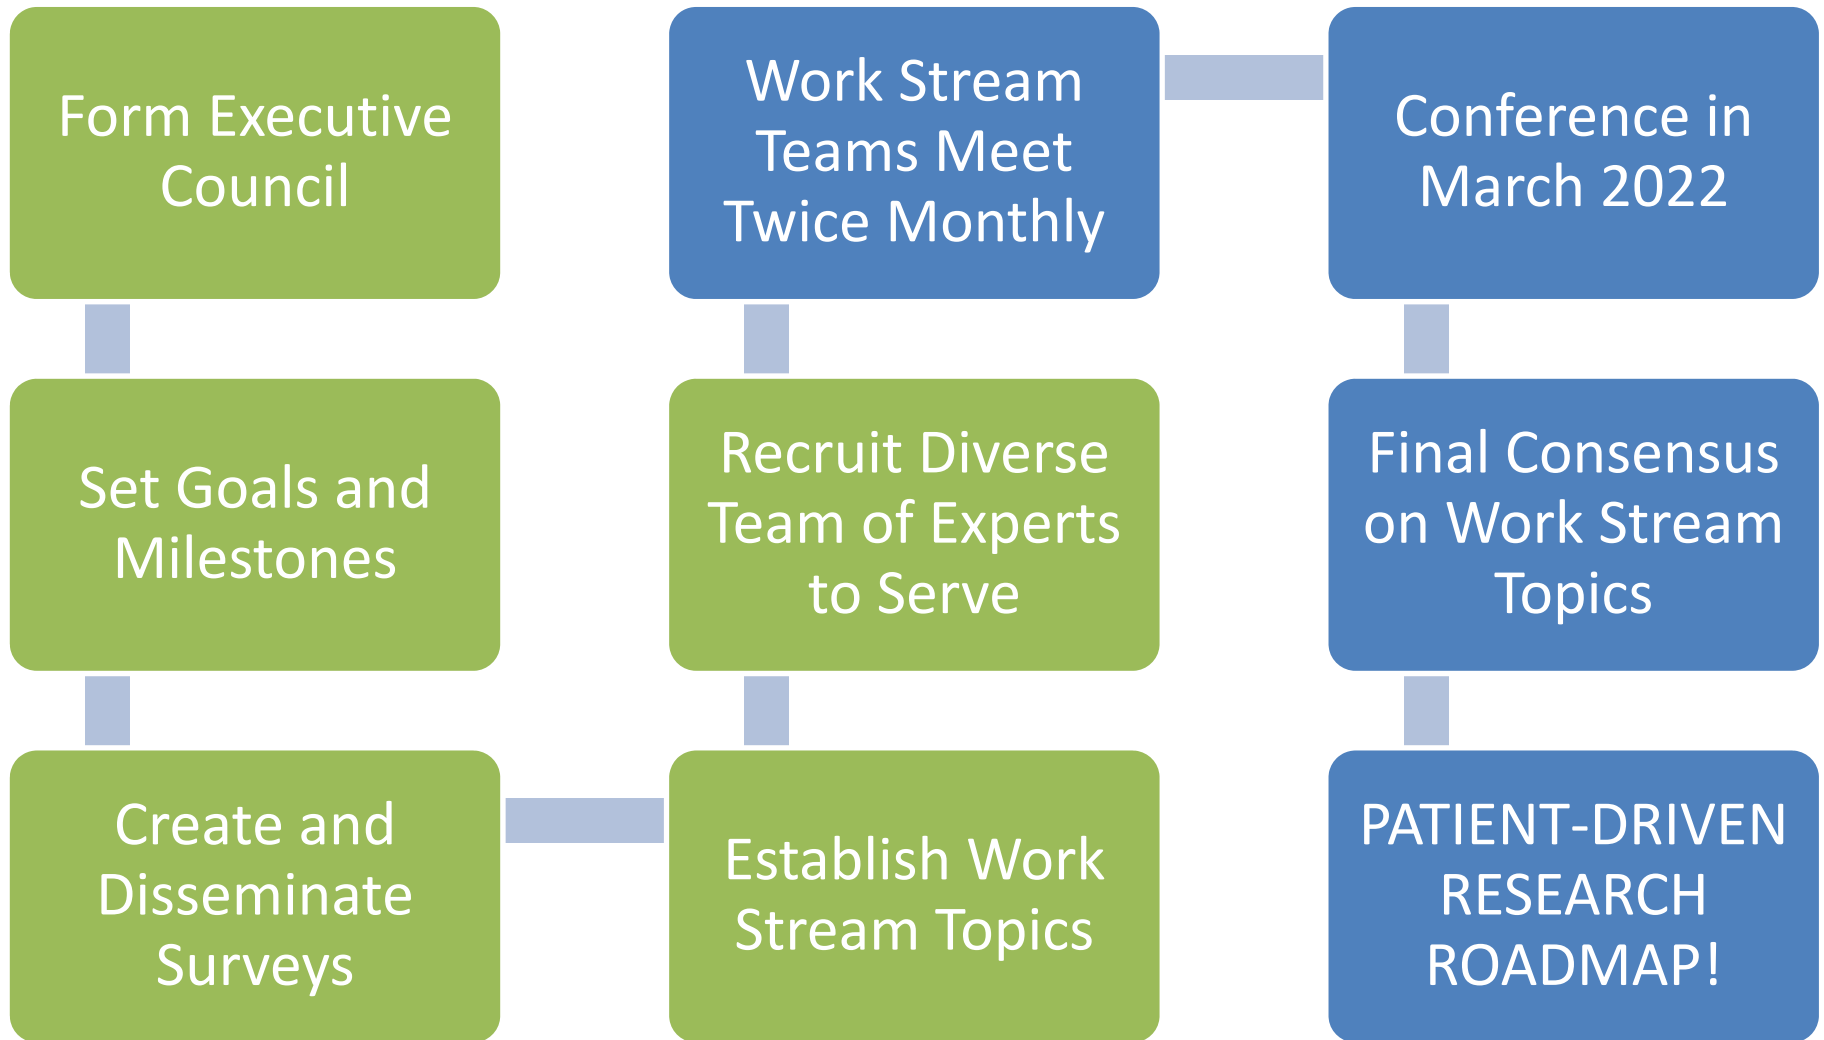 Form Executive
Council
Set Goals and
Milestones
Create and
Disseminate
Surveys
Establish Work
Stream Topics
Recruit Diverse
Team of Experts
to Serve
Work Stream
Teams Meet
Twice Monthly
Conference in
March 2022
Final Consensus
on Work Stream
Topics
PATIENT-DRIVEN
RESEARCH
ROADMAP!